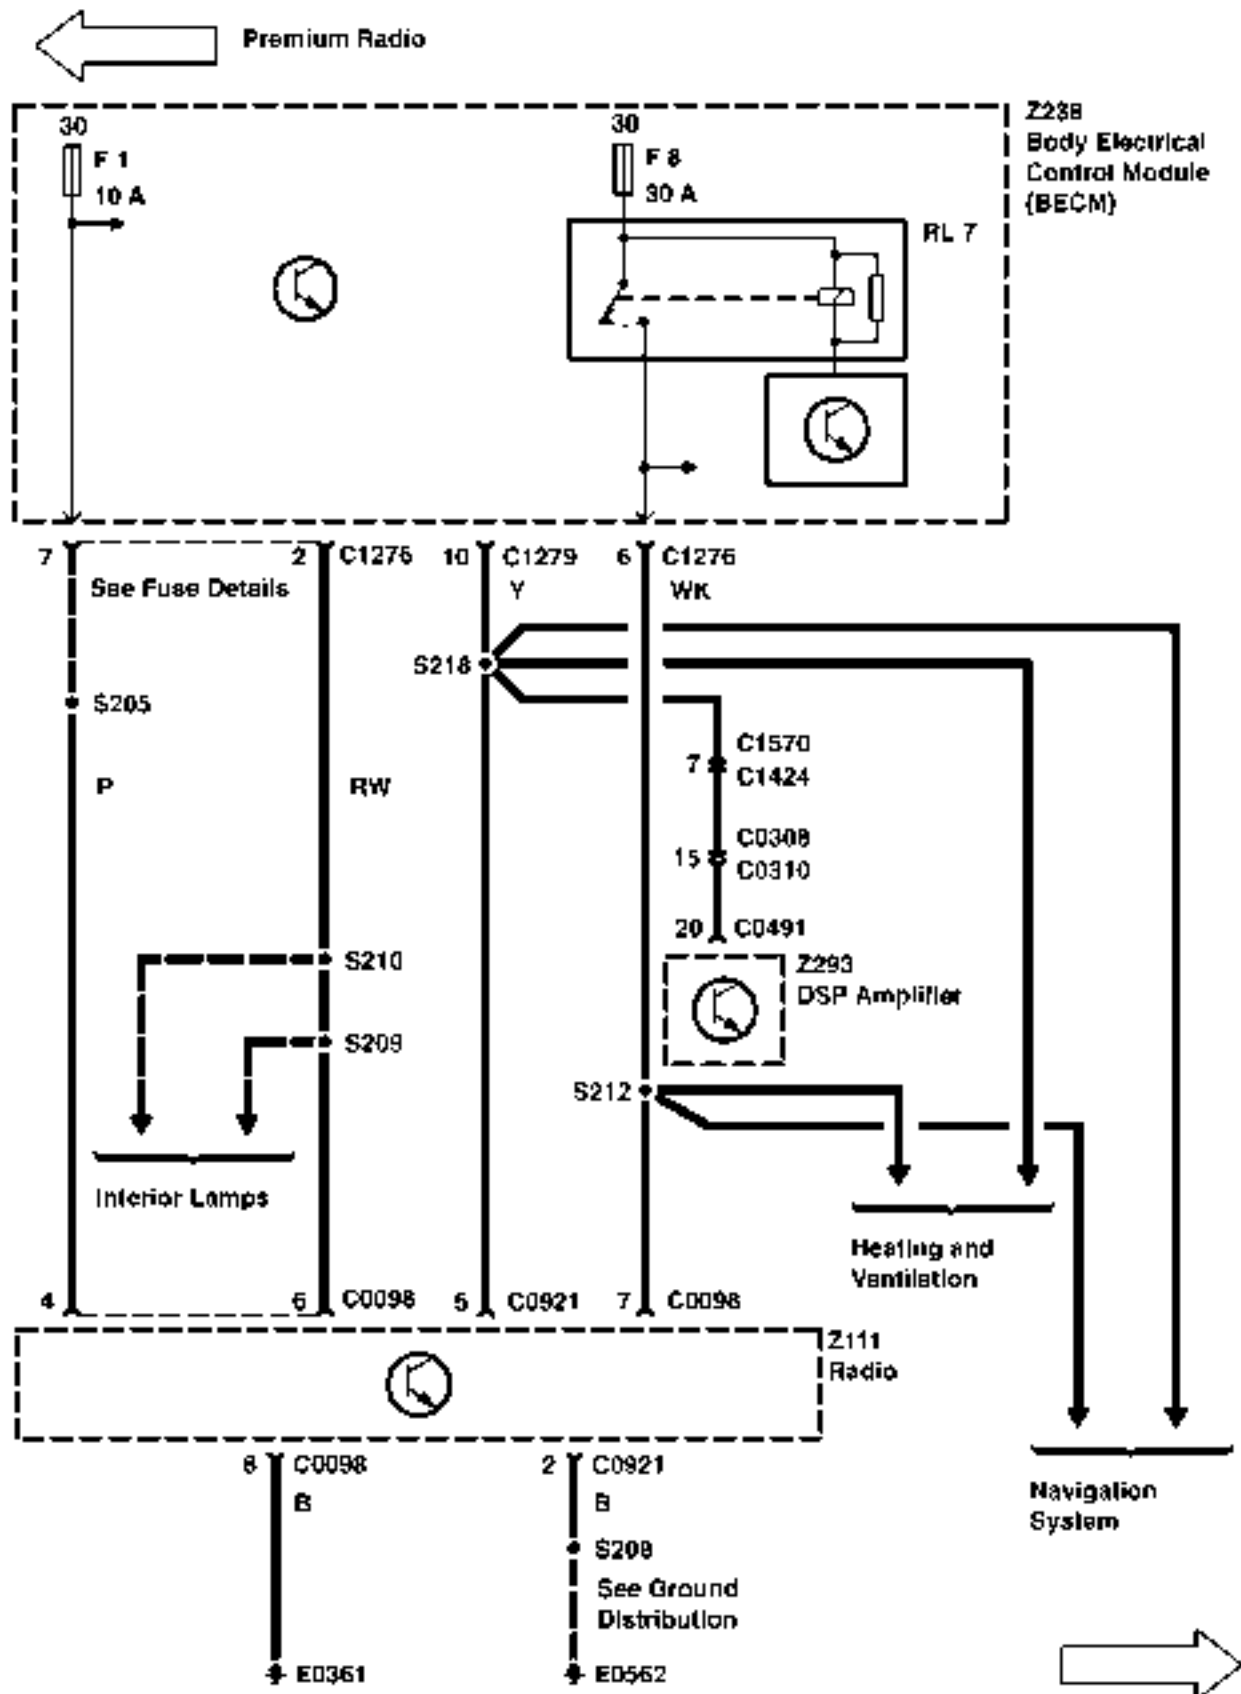 Premium Radio
30
F 1
10 A
30
F 8
30 A
RL 7
Z238
Body Electrical
Control Module
(BECM)
7
2
C1275
10
C1279
6
C1276
See Fuse Details
Y
WK
S218
S205
P
RW
7
C1570
C1424
15
C0308
C0310
20
C0491
Z293
DSP Amplifier
S210
S209
S212
Interior Lamps
Heating and
Ventilation
4
6
C0098
5
C0921
7
C0098
Z111
Radio
8
C0098
B
2
C0921
B
S208
See Ground
Distribution
E0361
E0562
Navigation
System